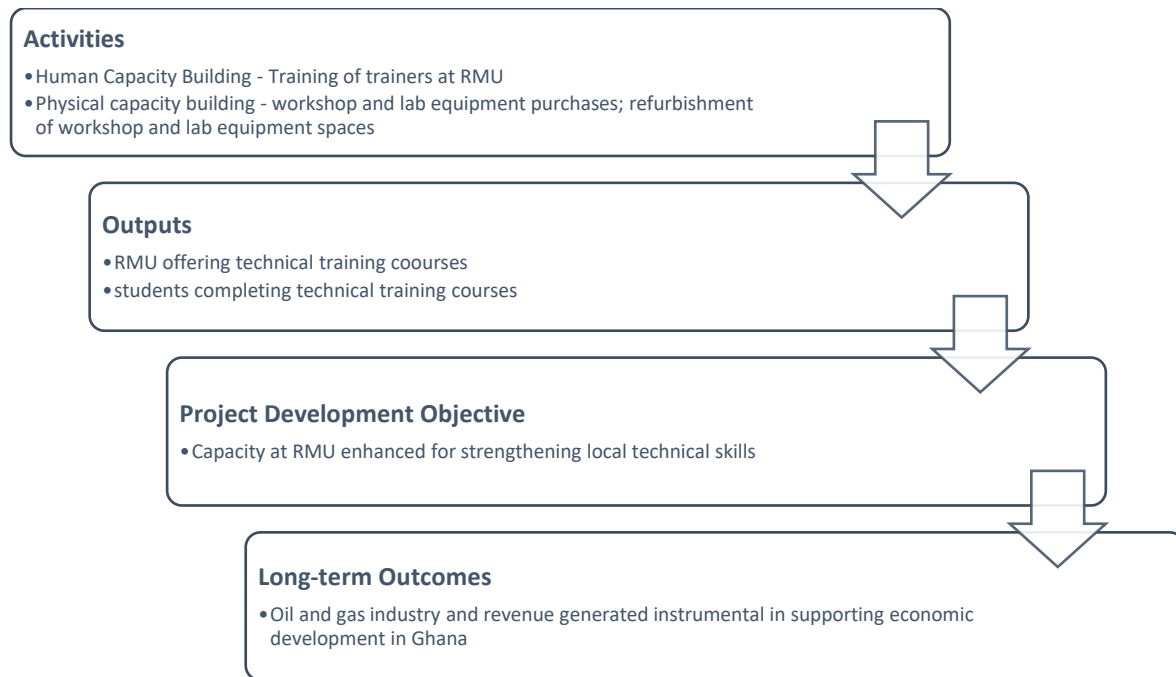 Activities
•Human Capacity Building - Training of trainers at RMU
•Physical capacity building - workshop and lab equipment purchases; refurbishment
of workshop and lab equipment spaces
Outputs
•RMU offering technical training coourses
•students completing technical training courses
Project Development Objective
•Capacity at RMU enhanced for strengthening local technical skills
Long-term Outcomes
•Oil and gas industry and revenue generated instrumental in supporting economic
development in Ghana